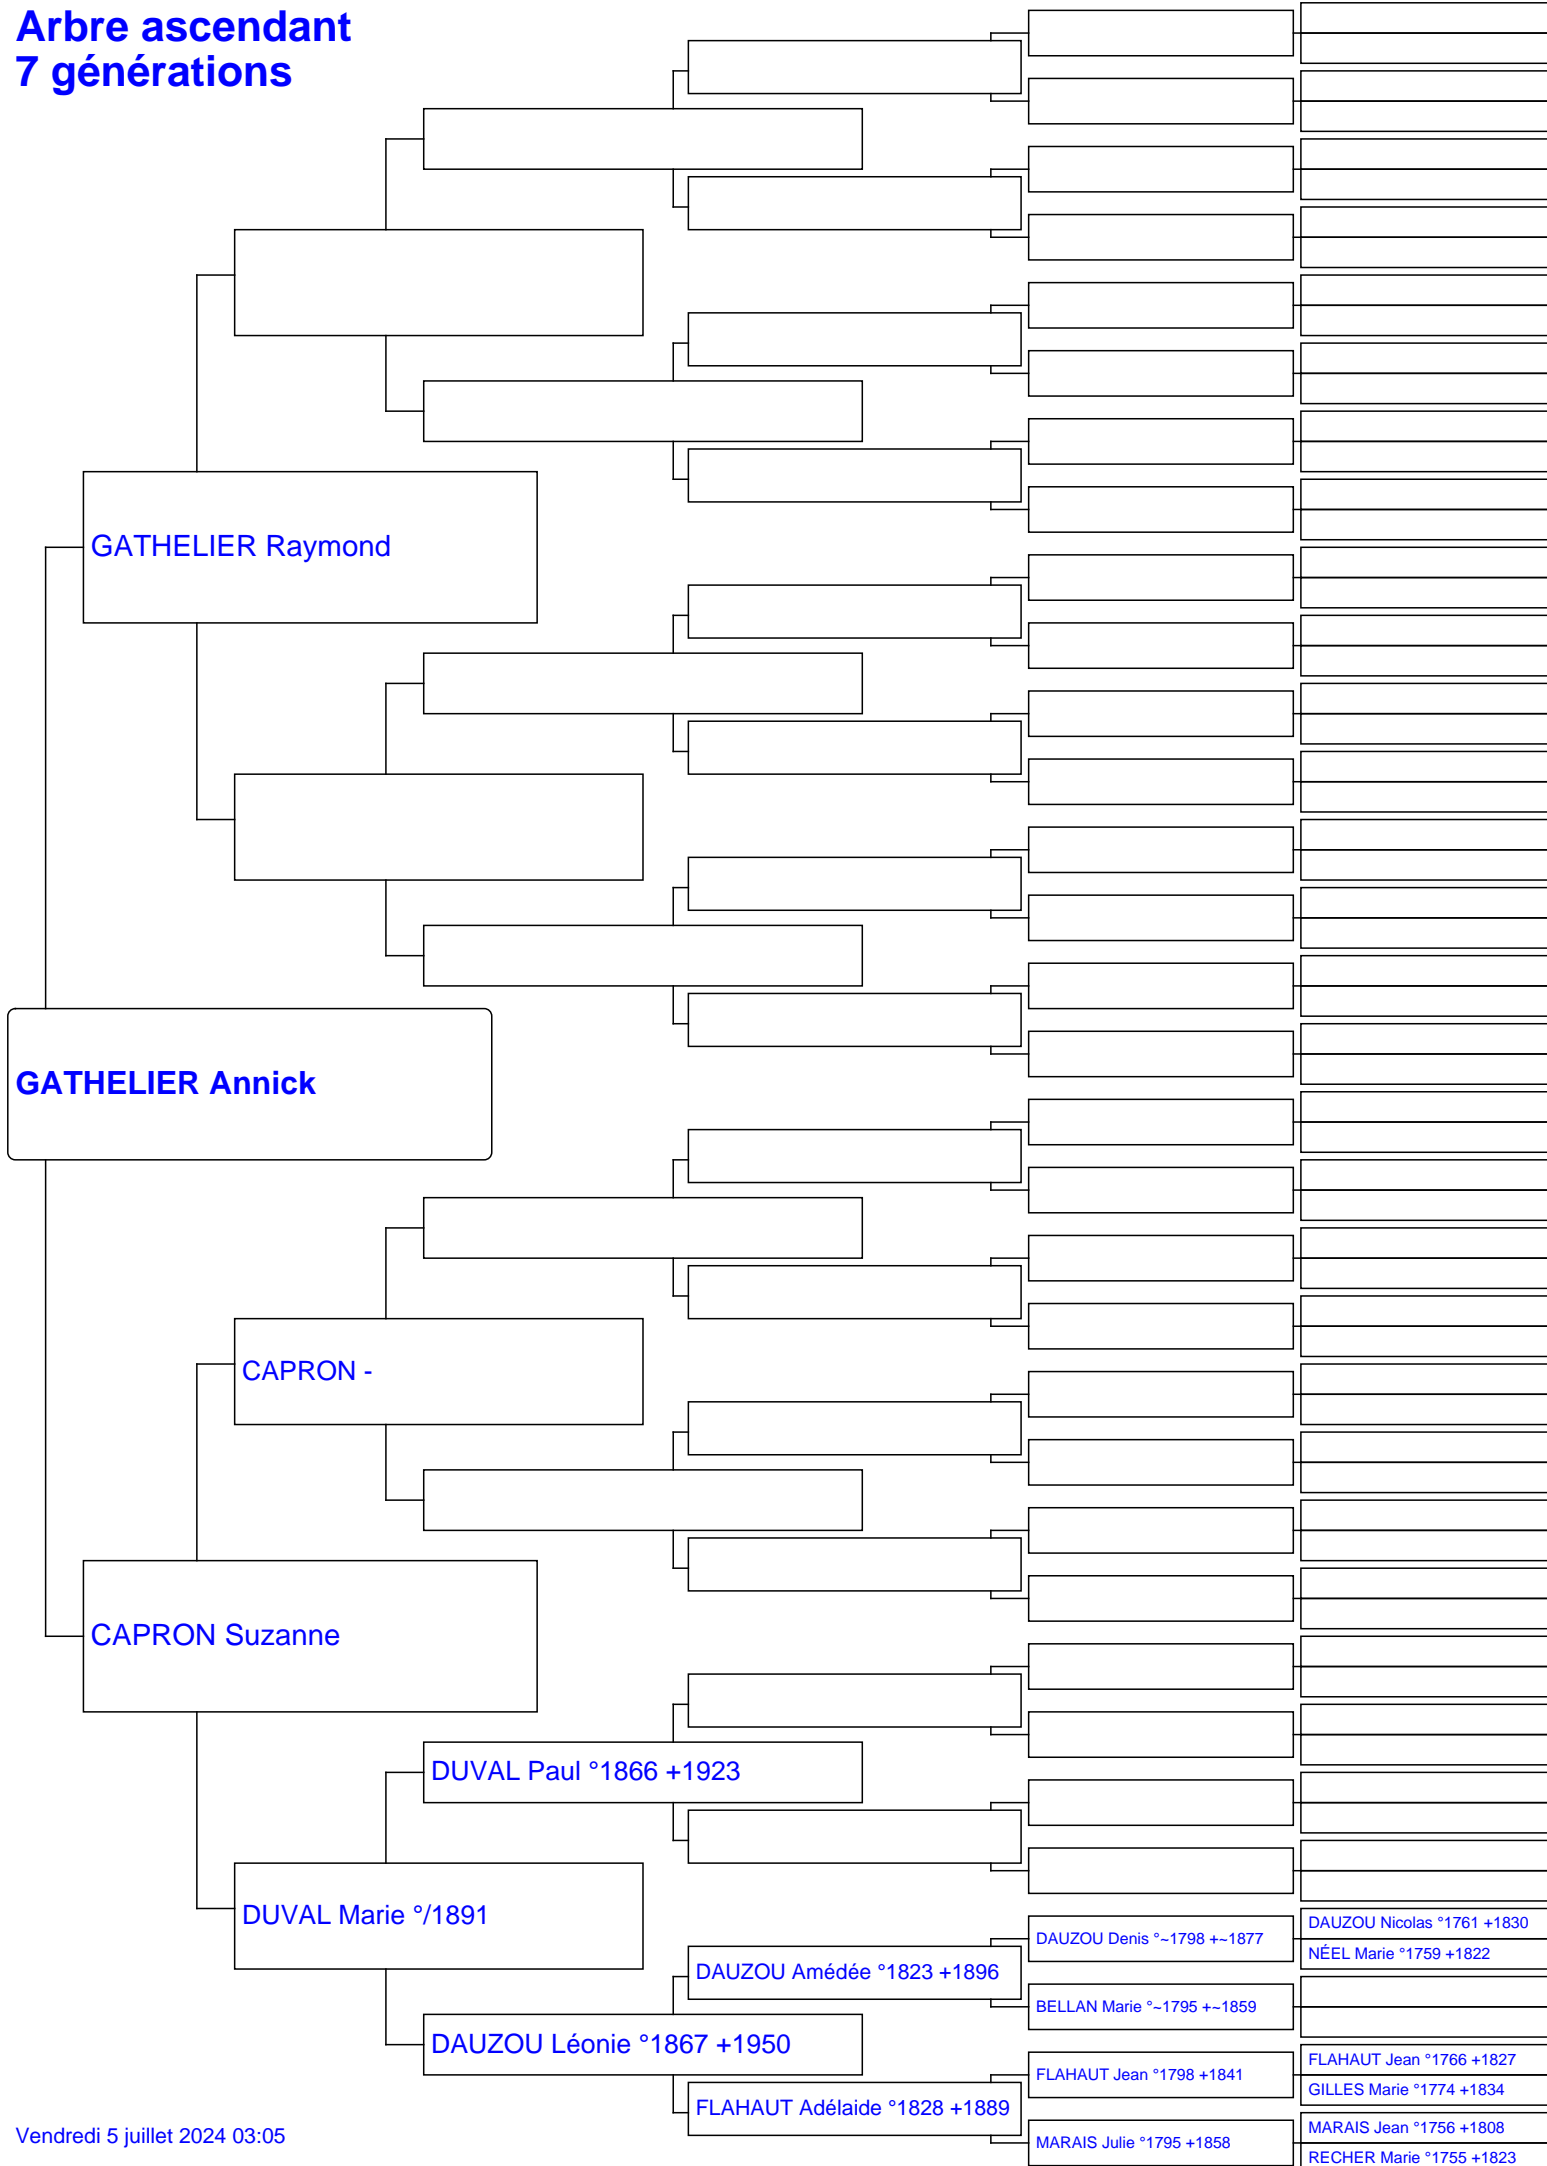 Arbre ascendant
7 générations
GATHELIER Raymond
GATHELIER Annick
CAPRON -
CAPRON Suzanne
DUVAL Paul °1866 +1923
DUVAL Marie °/1891
DAUZOU Nicolas °1761 +1830
DAUZOU Denis °~1798 +~1877
NÉEL Marie °1759 +1822
DAUZOU Amédée °1823 +1896
BELLAN Marie °~1795 +~1859
DAUZOU Léonie °1867 +1950
FLAHAUT Jean °1766 +1827
FLAHAUT Jean °1798 +1841
GILLES Marie °1774 +1834
FLAHAUT Adélaide °1828 +1889
MARAIS Jean °1756 +1808
MARAIS Julie °1795 +1858
RECHER Marie °1755 +1823
Vendredi 5 juillet 2024 03:05